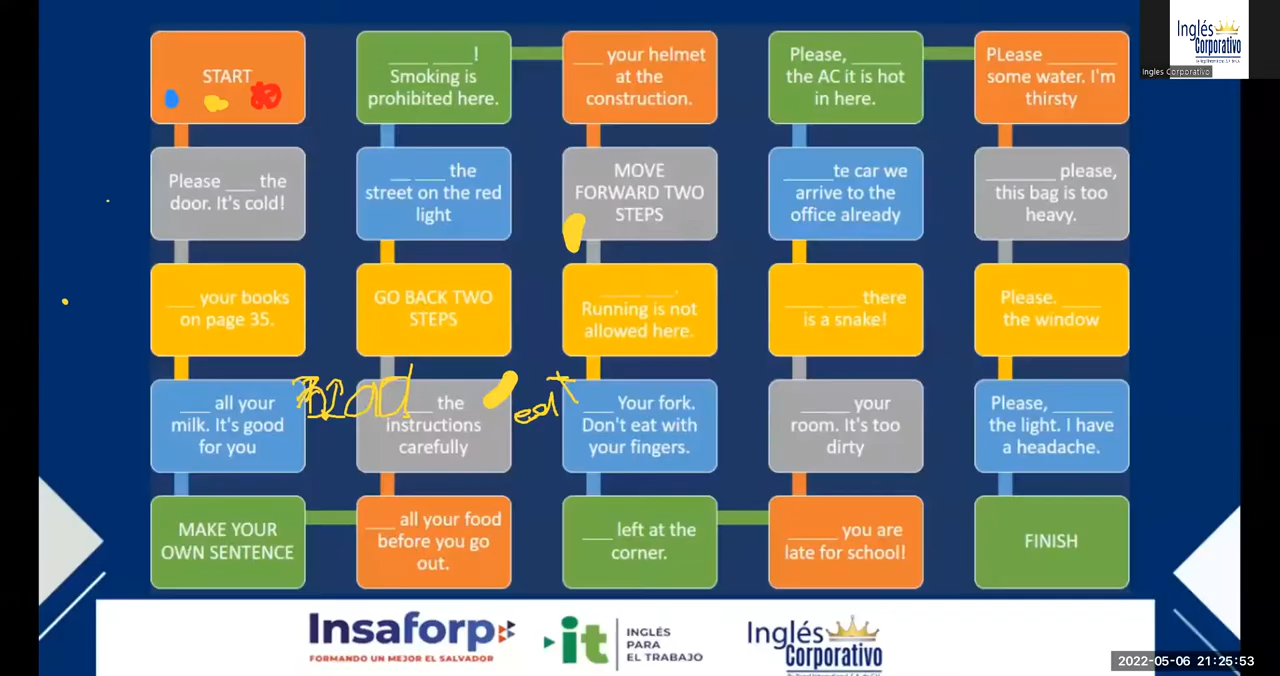 START
Please ___ the
door. It's cold!
___ your books
on page 35.
___ all your
milk. It's good
for you
MAKE YOUR
OWN SENTENCE
___ all your food
before you go
out.
read
___ the
instructions
carefully
GO BACK TWO
STEPS
__ ___ the
street on the red
light
____ ____!
Smoking is
prohibited here.
___ your helmet
at the
construction.
MOVE
FORWARD TWO
STEPS
_____ ___.
Running is not
allowed here.
eat
___ Your fork.
Don't eat with
your fingers.
___ left at the
corner.
_____ you are
late for school!
_____ your
room. It's too
dirty
____ ___ there
is a snake!
_____te car we
arrive to the
office already
Please, _____
the AC it is hot
in here.
PLease _______
some water. I'm
thirsty
_______ please,
this bag is too
heavy.
Please. ____
the window
Please, ______
the light. I have
a headache.
FINISH
Inglés
Corporativo
Ingles Corporativo
Insaforp
FORMANDO UN MEJOR EL SALVADOR
it
INGLÉS
PARA
EL TRABAJO
Inglés
Corporativo
2022-05-06 21:25:53